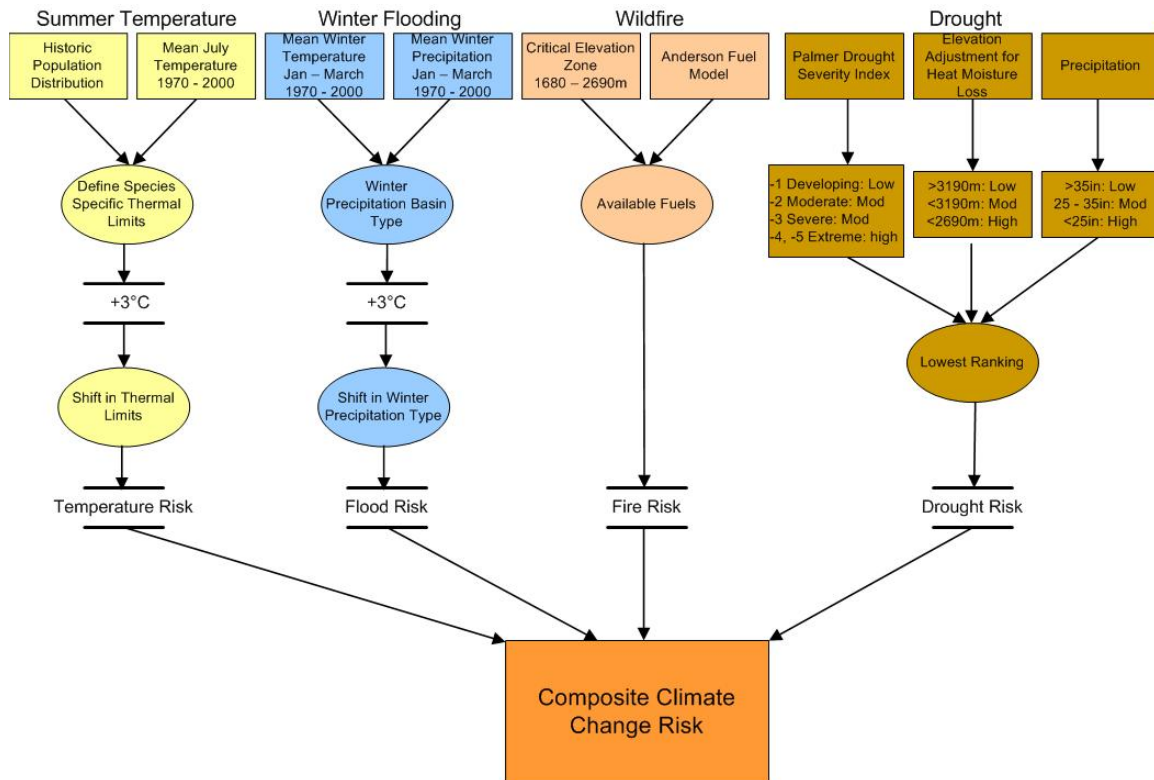 Summer Temperature
Winter Flooding
Wildfire
Drought
Historic
Population
Distribution
Mean July
Temperature
1970 - 2000
Mean Winter
Temperature
Jan – March
1970 - 2000
Mean Winter
Precipitation
Jan – March
1970 - 2000
Critical Elevation
Zone
1680 – 2690m
Anderson Fuel
Model
Palmer Drought
Severity Index
Elevation
Adjustment for
Heat Moisture
Loss
Precipitation
Define Species
Specific Thermal
Limits
Winter
Precipitation Basin
Type
Available Fuels
-1 Developing: Low
-2 Moderate: Mod
-3 Severe: Mod
-4, -5 Extreme: high
>3190m: Low
<3190m: Mod
<2690m: High
>35in: Low
25 - 35in: Mod
<25in: High
+3°C
+3°C
Lowest Ranking
Shift in Thermal
Limits
Shift in Winter
Precipitation Type
Temperature Risk
Flood Risk
Fire Risk
Drought Risk
Composite Climate
Change Risk